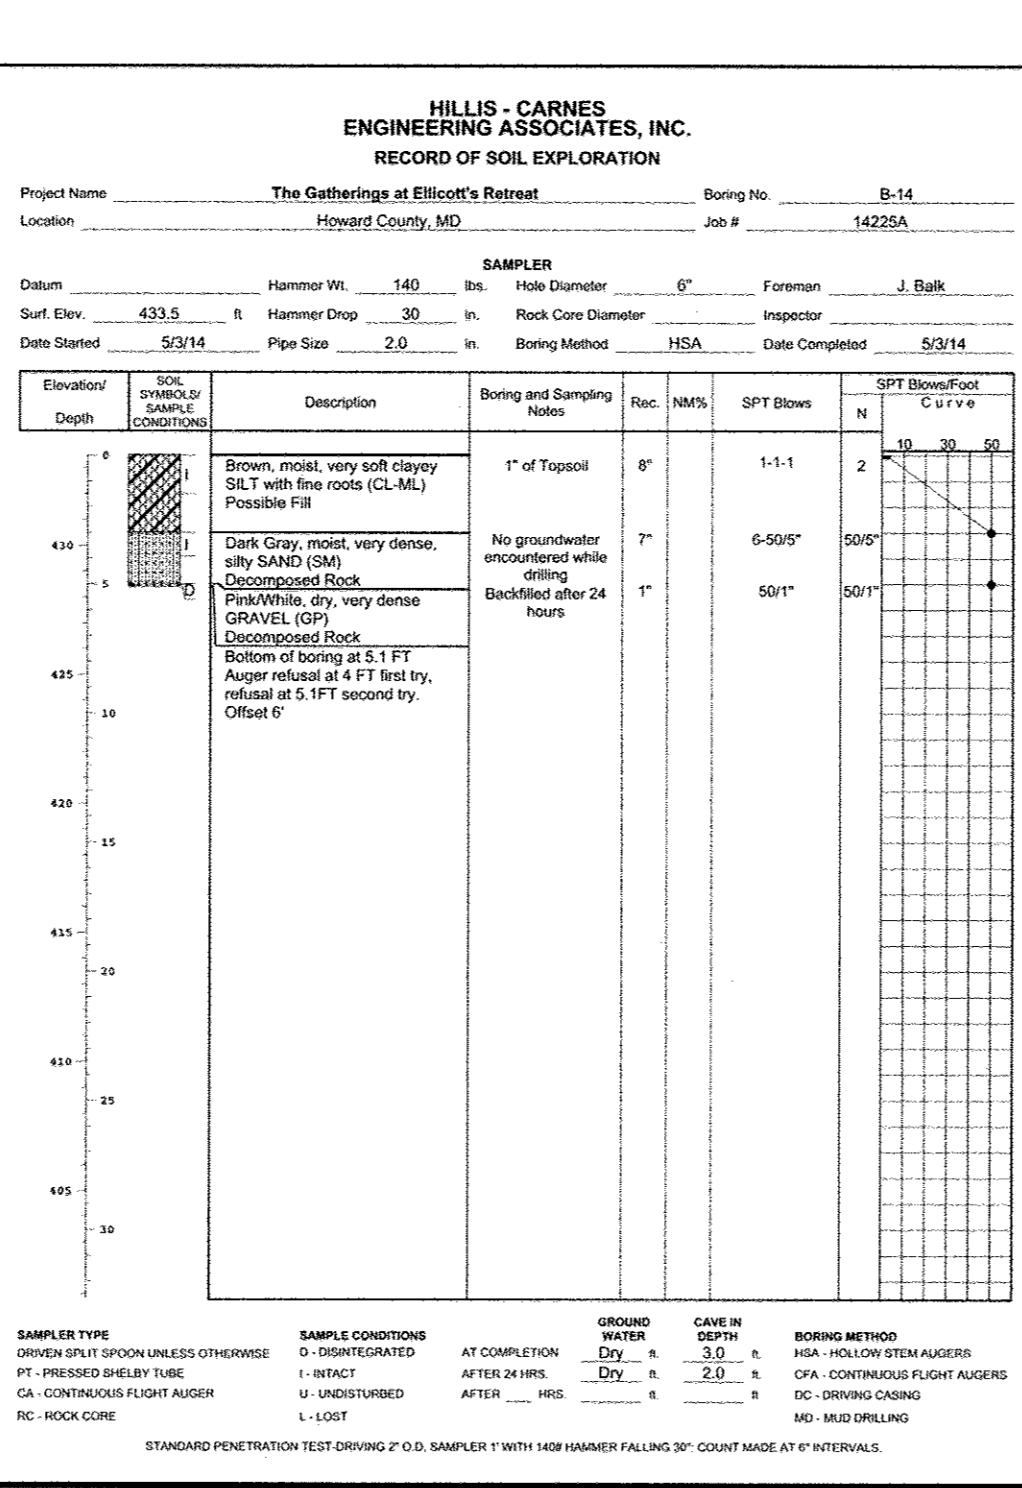 HILLIS - CARNES
ENGINEERING ASSOCIATES, INC.
RECORD OF SOIL EXPLORATION
Project Name The Gatherings at Ellicott's Retreat Boring No. B-14
Location Howard County, MD Job # 14225A
SAMPLER
Datum Hammer Wt. 140 lbs. Hole Diameter 6" Foreman J. Balk
Surf. Elev. 433.5 ft Hammer Drop 30 in. Rock Core Diameter Inspector
Date Started 5/3/14 Pipe Size 2.0 in. Boring Method HSA Date Completed 5/3/14
Elevation/
Depth
SOIL
SYMBOLS/
SAMPLE
CONDITIONS
Description
Boring and Sampling
Notes
Rec.
NM%
SPT Blows
SPT Blows/Foot
N
Curve
10 30 50
0
Brown, moist, very soft clayey
SILT with fine roots (CL-ML)
Possible Fill
I
1" of Topsoil
8"
1-1-1
2
430
I
Dark Gray, moist, very dense,
silty SAND (SM)
Decomposed Rock
No groundwater
encountered while
drilling
7"
6-50/5"
50/5"
5
D
Pink/White, dry, very dense
GRAVEL (GP)
Decomposed Rock
Backfilled after 24
hours
1"
50/1"
50/1"
Bottom of boring at 5.1 FT
Auger refusal at 4 FT first try,
refusal at 5.1FT second try.
Offset 6'
425
10
420
15
415
20
410
25
405
30
SAMPLER TYPE
DRIVEN SPLIT SPOON UNLESS OTHERWISE
PT - PRESSED SHELBY TUBE
CA - CONTINUOUS FLIGHT AUGER
RC - ROCK CORE
SAMPLE CONDITIONS
D - DISINTEGRATED
I - INTACT
U - UNDISTURBED
L - LOST
GROUND
WATER
CAVE IN
DEPTH
AT COMPLETION Dry ft. 3.0 ft.
AFTER 24 HRS. Dry ft. 2.0 ft.
AFTER ____ HRS. ft. ft
BORING METHOD
HSA - HOLLOW STEM AUGERS
CFA - CONTINUOUS FLIGHT AUGERS
DC - DRIVING CASING
MD - MUD DRILLING
STANDARD PENETRATION TEST-DRIVING 2" O.D, SAMPLER 1' WITH 140# HAMMER FALLING 30": COUNT MADE AT 6" INTERVALS.